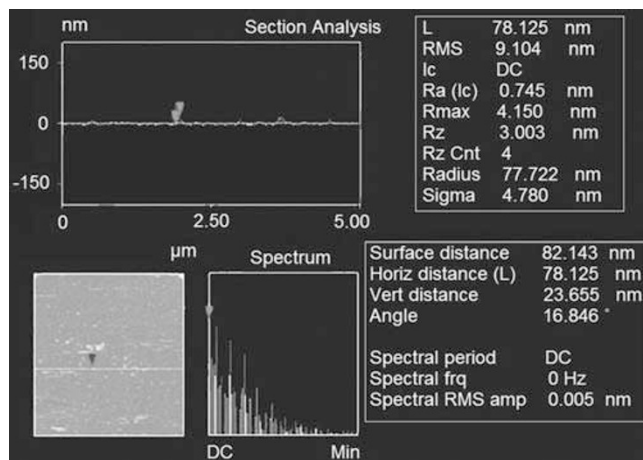 nm Section Analysis
150
0
-150
0 2.50 5.00
µm
L 78.125 nm
RMS 9.104 nm
Ic DC
Ra (Ic) 0.745 nm
Rmax 4.150 nm
Rz 3.003 nm
Rz Cnt 4
Radius 77.722 nm
Sigma 4.780 nm
Spectrum
DC Min
Surface distance 82.143 nm
Horiz distance (L) 78.125 nm
Vert distance 23.655 nm
Angle 16.846 °
Spectral period DC
Spectral frq 0 Hz
Spectral RMS amp 0.005 nm